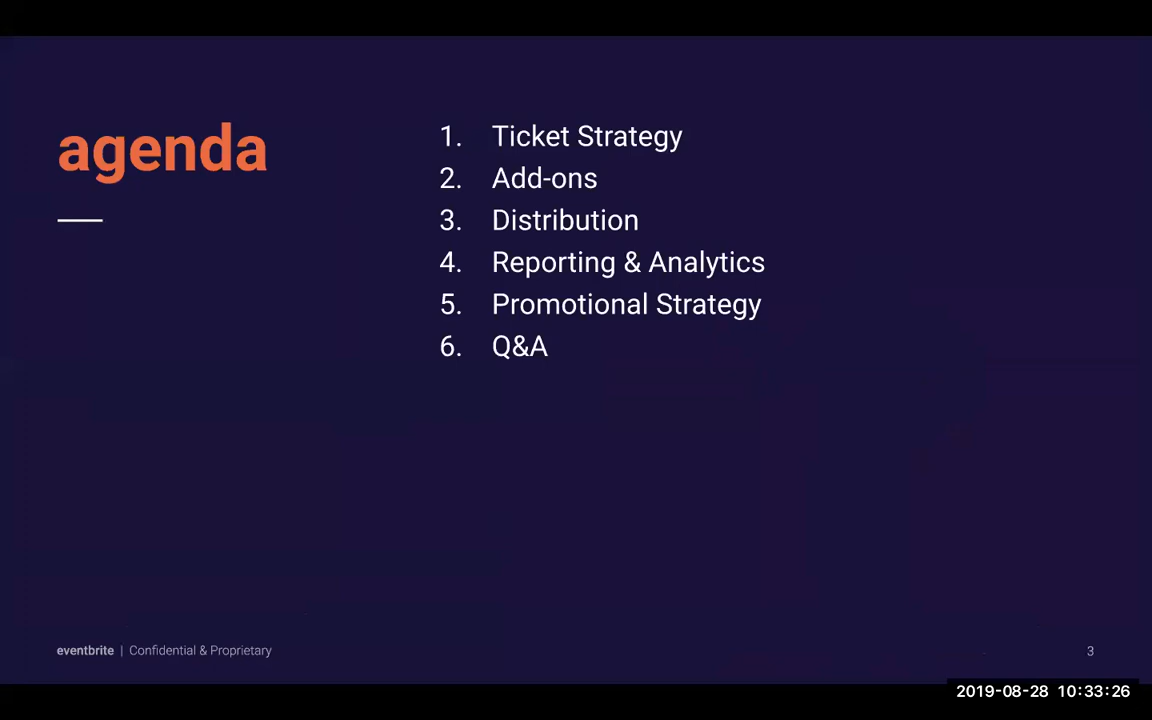 agenda
1. Ticket Strategy
2. Add-ons
3. Distribution
4. Reporting & Analytics
5. Promotional Strategy
6. Q&A
eventbrite | Confidential & Proprietary
3
2019-08-28 10:33:26